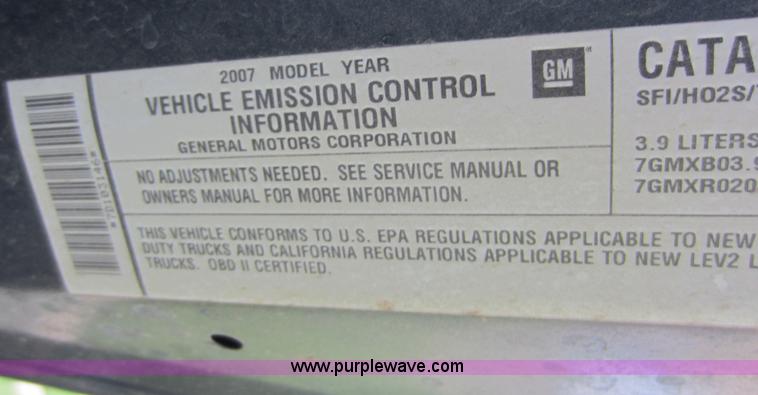 2007 MODEL YEAR
VEHICLE EMISSION CONTROL
INFORMATION
GENERAL MOTORS CORPORATION
GM
CATA
SFI/HO2S/
3.9 LITERS
7GMXB03.9
7GMXR020
NO ADJUSTMENTS NEEDED. SEE SERVICE MANUAL OR
OWNERS MANUAL FOR MORE INFORMATION.
THIS VEHICLE CONFORMS TO U.S. EPA REGULATIONS APPLICABLE TO NEW
DUTY TRUCKS AND CALIFORNIA REGULATIONS APPLICABLE TO NEW LEV2 L
TRUCKS. OBD II CERTIFIED.
*7D103146*
www.purplewave.com